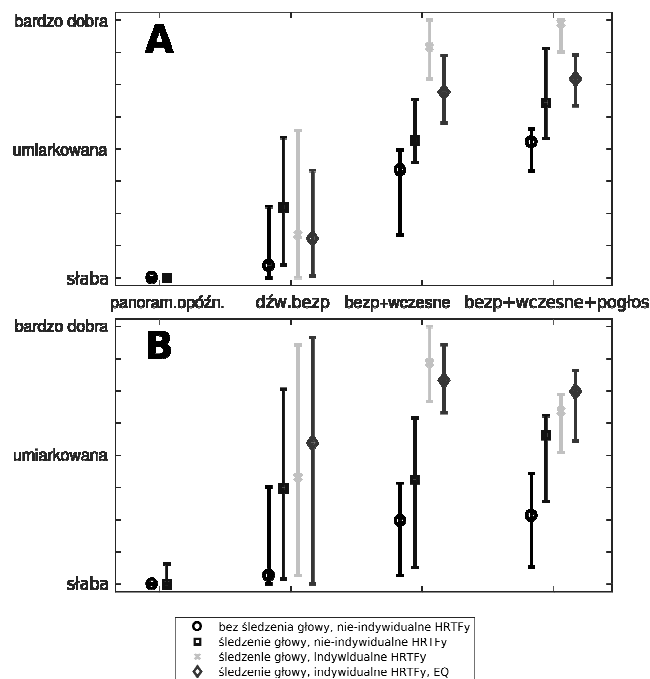 bardzo dobra
A
umiarkowana
słaba
panoram.opóźn. dźw.bezp bezp+wczesne bezp+wczesne+pogłos
bardzo dobra
B
umiarkowana
słaba
bez śledzenia głowy, nie-indywidualne HRTFy
śledzenie głowy, nie-indywidualne HRTFy
śledzenie głowy, indywidualne HRTFy
śledzenie głowy, indywidualne HRTFy, EQ